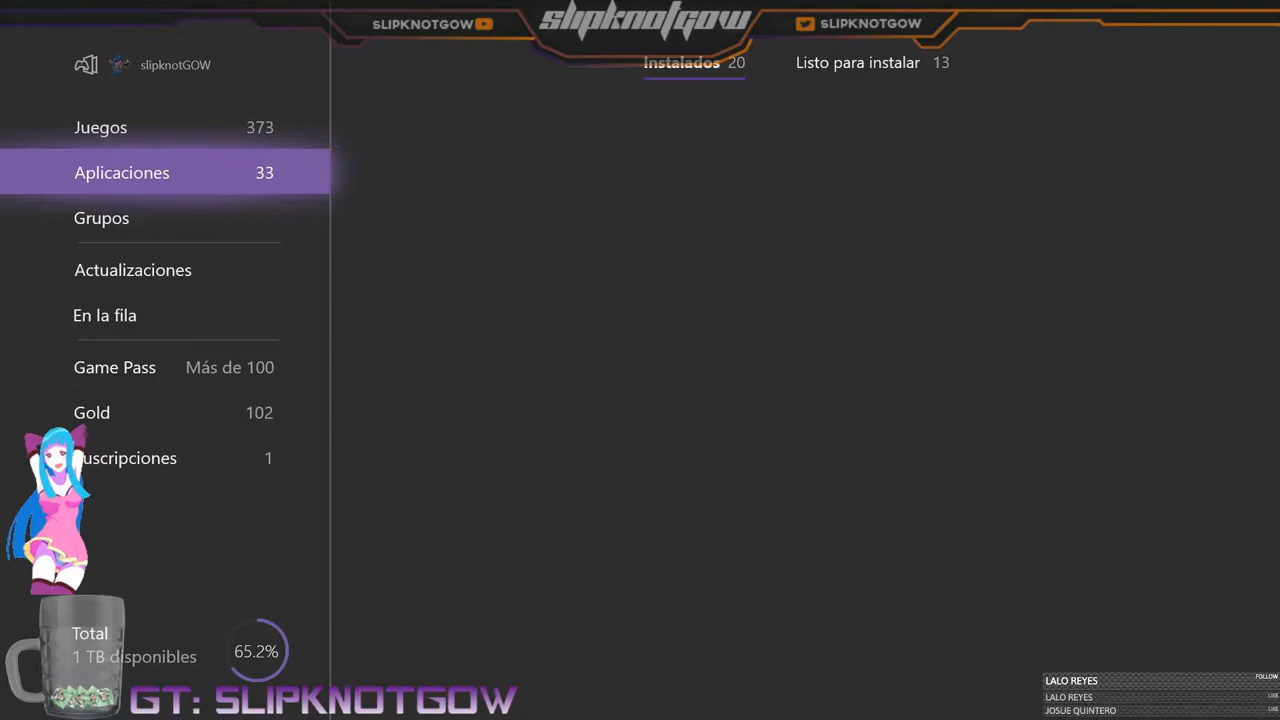 SLIPKNOTGOW
slipknotGOW
SLIPKNOTGOW
slipknotGOW
Instalados 20
Listo para instalar 13
Juegos 373
Aplicaciones 33
Grupos
Actualizaciones
En la fila
Game Pass Más de 100
Gold 102
uscripciones 1
Total
1 TB disponibles
65.2%
GT: SLIPKNOTGOW
LALO REYES FOLLOW
LALO REYES LIKE
JOSUE QUINTERO LIKE